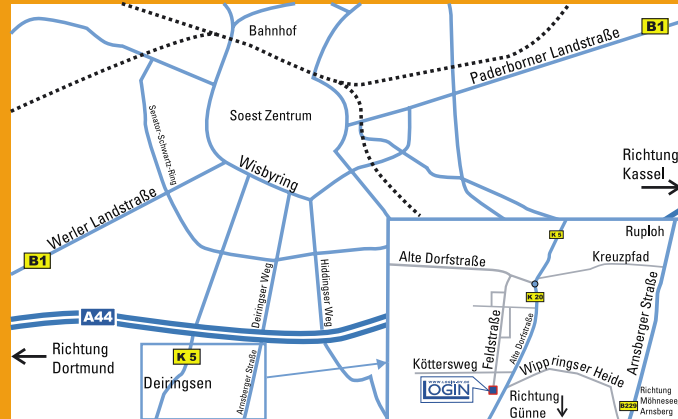 Bahnhof
B1
Paderborner Landstraße
Soest Zentrum
Senator-Schwartz-Ring
Wisbyring
Richtung
Kassel
Werler Landstraße
B1
Deiringser Weg
Hiddingser Weg
A44
Richtung
Dortmund
K 5
Deiringsen
Arnsberger Straße
K 5
Ruploh
Alte Dorfstraße
Kreuzpfad
K 20
Arnsberger Straße
Feldstraße
Alte Dorfstraße
Köttersweg
Wippringser Heide
LOGIN
Richtung
Günne
B229
Richtung
Möhnesee
Arnsberg